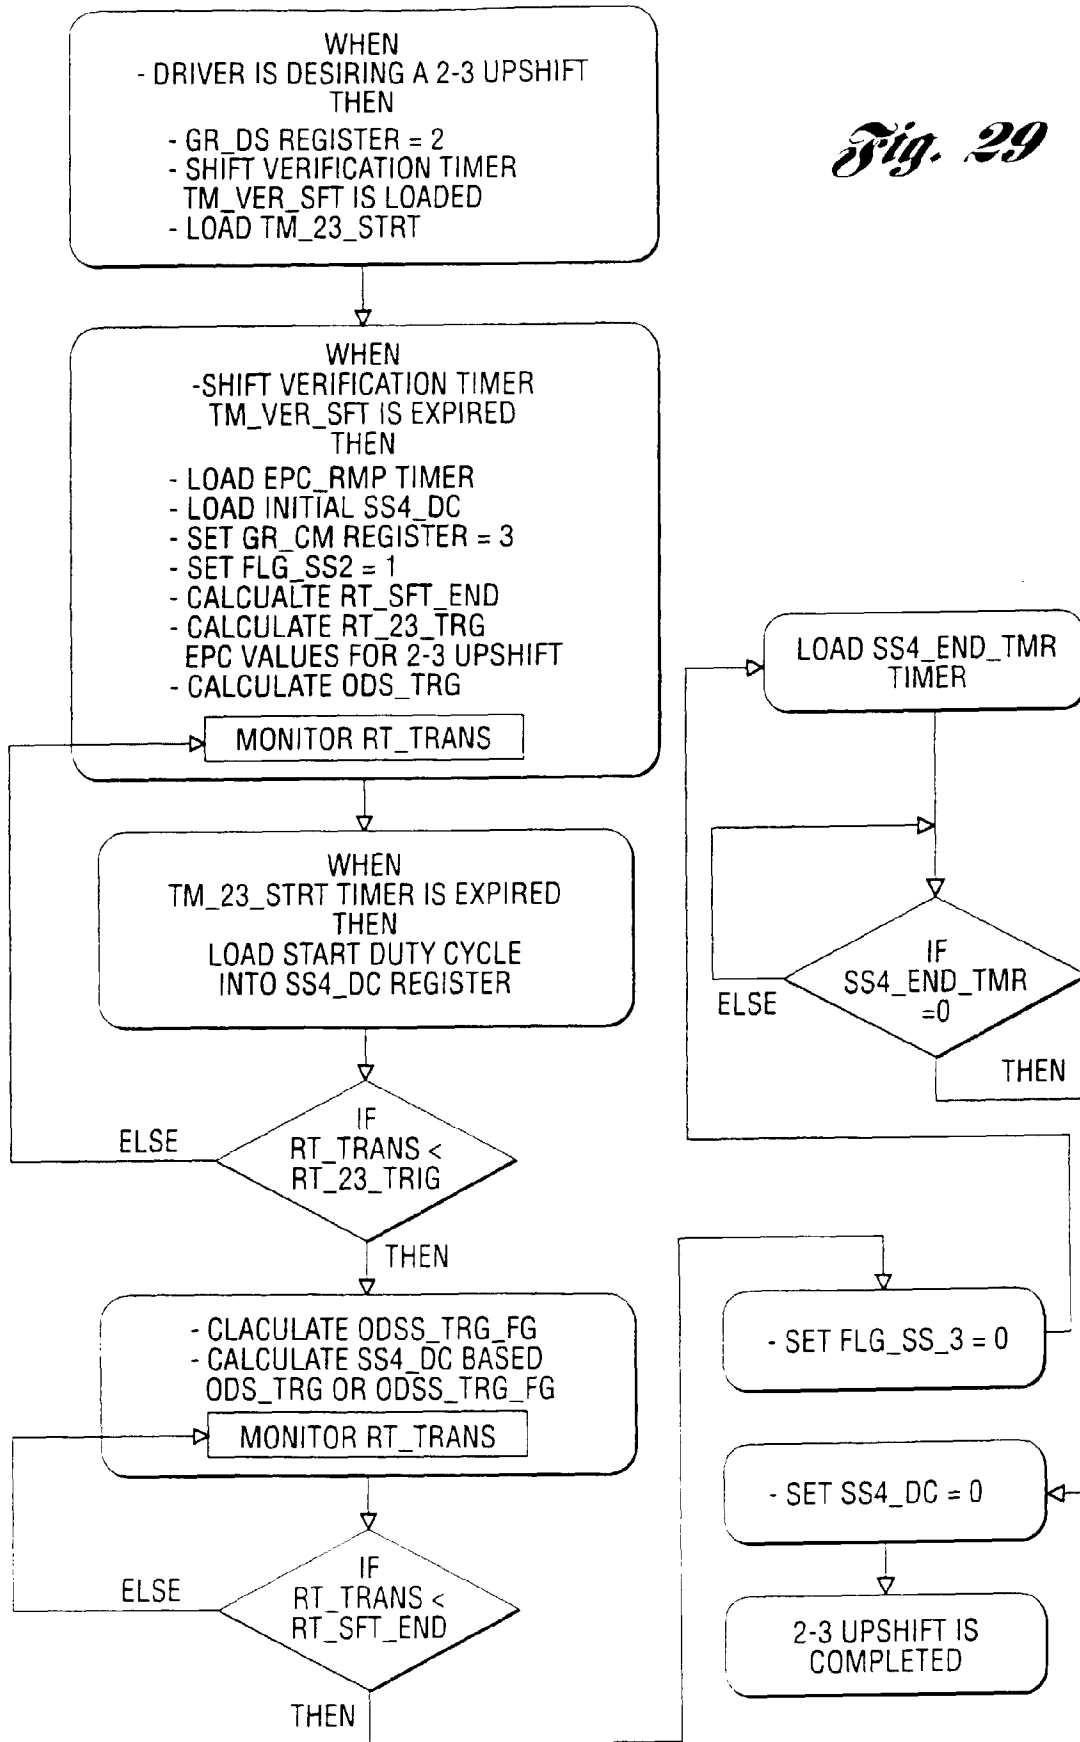 WHEN
- DRIVER IS DESIRING A 2-3 UPSHIFT
THEN
- GR_DS REGISTER = 2
- SHIFT VERIFICATION TIMER
TM_VER_SFT IS LOADED
- LOAD TM_23_STRT
Fig. 29
WHEN
-SHIFT VERIFICATION TIMER
TM_VER_SFT IS EXPIRED
THEN
- LOAD EPC_RMP TIMER
- LOAD INITIAL SS4_DC
- SET GR_CM REGISTER = 3
- SET FLG_SS2 = 1
- CALCUALTE RT_SFT_END
- CALCULATE RT_23_TRG
EPC VALUES FOR 2-3 UPSHIFT
- CALCULATE ODS_TRG
MONITOR RT_TRANS
WHEN
TM_23_STRT TIMER IS EXPIRED
THEN
LOAD START DUTY CYCLE
INTO SS4_DC REGISTER
IF
RT_TRANS <
RT_23_TRIG
ELSE
THEN
- CLACULATE ODSS_TRG_FG
- CALCULATE SS4_DC BASED
ODS_TRG OR ODSS_TRG_FG
MONITOR RT_TRANS
IF
RT_TRANS <
RT_SFT_END
ELSE
THEN
- SET FLG_SS_3 = 0
LOAD SS4_END_TMR
TIMER
IF
SS4_END_TMR
=0
ELSE
THEN
- SET SS4_DC = 0
2-3 UPSHIFT IS
COMPLETED